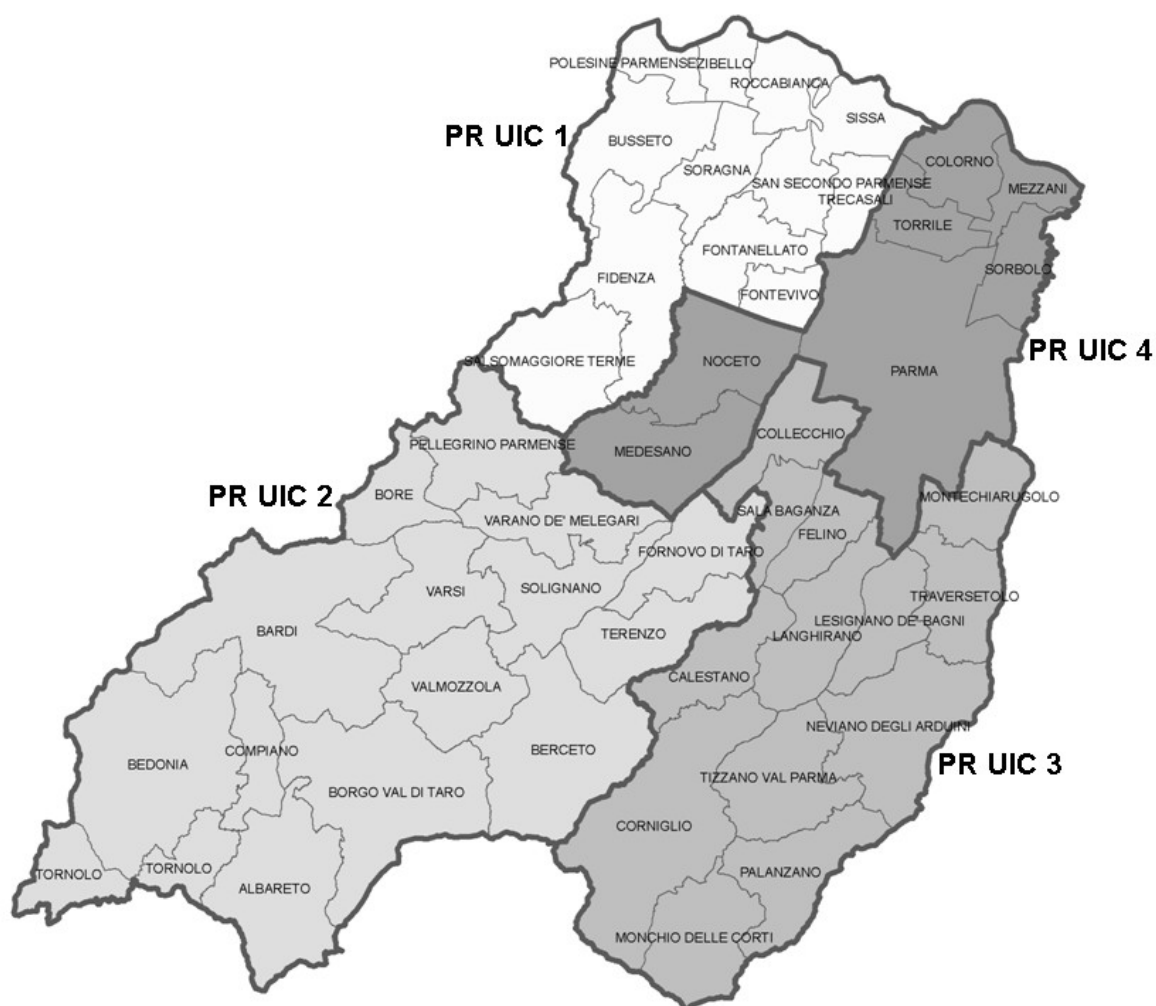 POLESINE PARMENSE
ZIBELLO
ROCCABIANCA
SISSA
PR UIC 1
BUSSETO
SORAGNA
SAN SECONDO PARMENSE
TRECASALI
COLORNO
MEZZANI
TORRILE
FONTANELLATO
FIDENZA
FONTEVIVO
SORBOLO
SALSOMAGGIORE TERME
NOCETO
PARMA
PR UIC 4
PELLEGRINO PARMENSE
MEDESANO
COLLECCHIO
PR UIC 2
BORE
VARANO DE' MELEGARI
SALA BAGANZA
MONTECHIARUGOLO
FORNOVO DI TARO
FELINO
VARSI
SOLIGNANO
TRAVERSETOLO
BARDI
TERENZO
LANGHIRANO
LESIGNANO DE' BAGNI
VALMOZZOLA
CALESTANO
NEVIANO DEGLI ARDUINI
BEDONIA
COMPIANO
BERCETO
PR UIC 3
BORGO VAL DI TARO
TIZZANO VAL PARMA
CORNIGLIO
TORNOLO
TORNOLO
ALBARETO
PALANZANO
MONCHIO DELLE CORTI